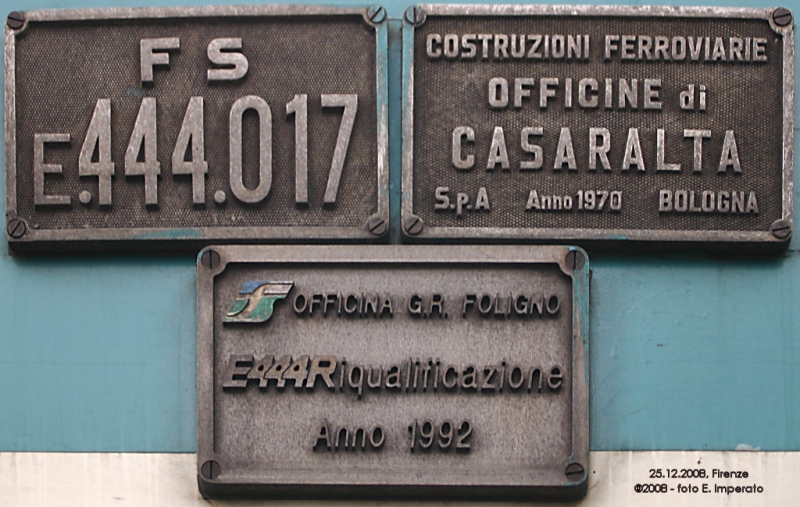 F S
E.444.017
COSTRUZIONI FERROVIARIE
OFFICINE di
CASARALTA
S.p.A Anno 1970 BOLOGNA
FS OFFICINA G.R. FOLIGNO
E444Riqualificazione
Anno 1992
25.12.2008, Firenze
©2008 - foto E. Imperato